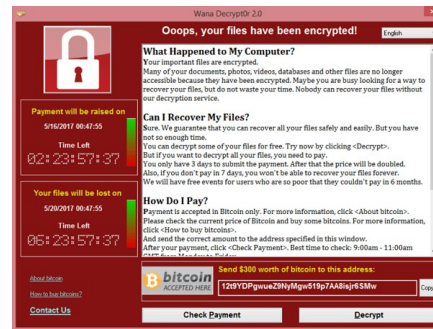 Wana Decrypt0r 2.0
Ooops, your files have been encrypted!
English
What Happened to My Computer?
Your important files are encrypted.
Many of your documents, photos, videos, databases and other files are no longer
accessible because they have been encrypted. Maybe you are busy looking for a way to
recover your files, but do not waste your time. Nobody can recover your files without
our decryption service.
Can I Recover My Files?
Sure. We guarantee that you can recover all your files safely and easily. But you have
not so enough time.
You can decrypt some of your files for free. Try now by clicking <Decrypt>.
But if you want to decrypt all your files, you need to pay.
You only have 3 days to submit the payment. After that the price will be doubled.
Also, if you don't pay in 7 days, you won't be able to recover your files forever.
We will have free events for users who are so poor that they couldn't pay in 6 months.
How Do I Pay?
Payment is accepted in Bitcoin only. For more information, click <About bitcoin>.
Please check the current price of Bitcoin and buy some bitcoins. For more information,
click <How to buy bitcoins>.
And send the correct amount to the address specified in this window.
After your payment, click <Check Payment>. Best time to check: 9:00am - 11:00am
GMT from Monday to Friday.
Payment will be raised on
5/16/2017 00:47:55
Time Left
02:23:57:37
Your files will be lost on
5/20/2017 00:47:55
Time Left
06:23:57:37
About bitcoin
How to buy bitcoins?
Contact Us
bitcoin
ACCEPTED HERE
Send $300 worth of bitcoin to this address:
12t9YDPgwueZ9NyMgw519p7AA8isjr6SMw
Copy
Check Payment
Decrypt